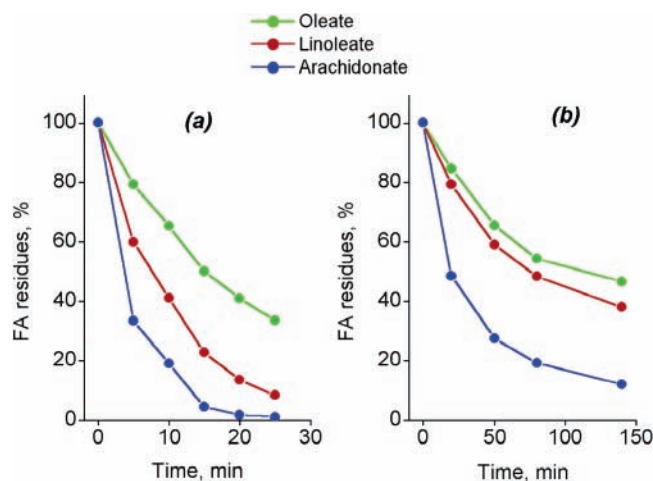 Oleate
Linoleate
Arachidonate
(a)
(b)
100
80
60
40
20
0
FA residues, %
0 10 20 30
Time, min
100
80
60
40
20
0
FA residues, %
0 50 100 150
Time, min